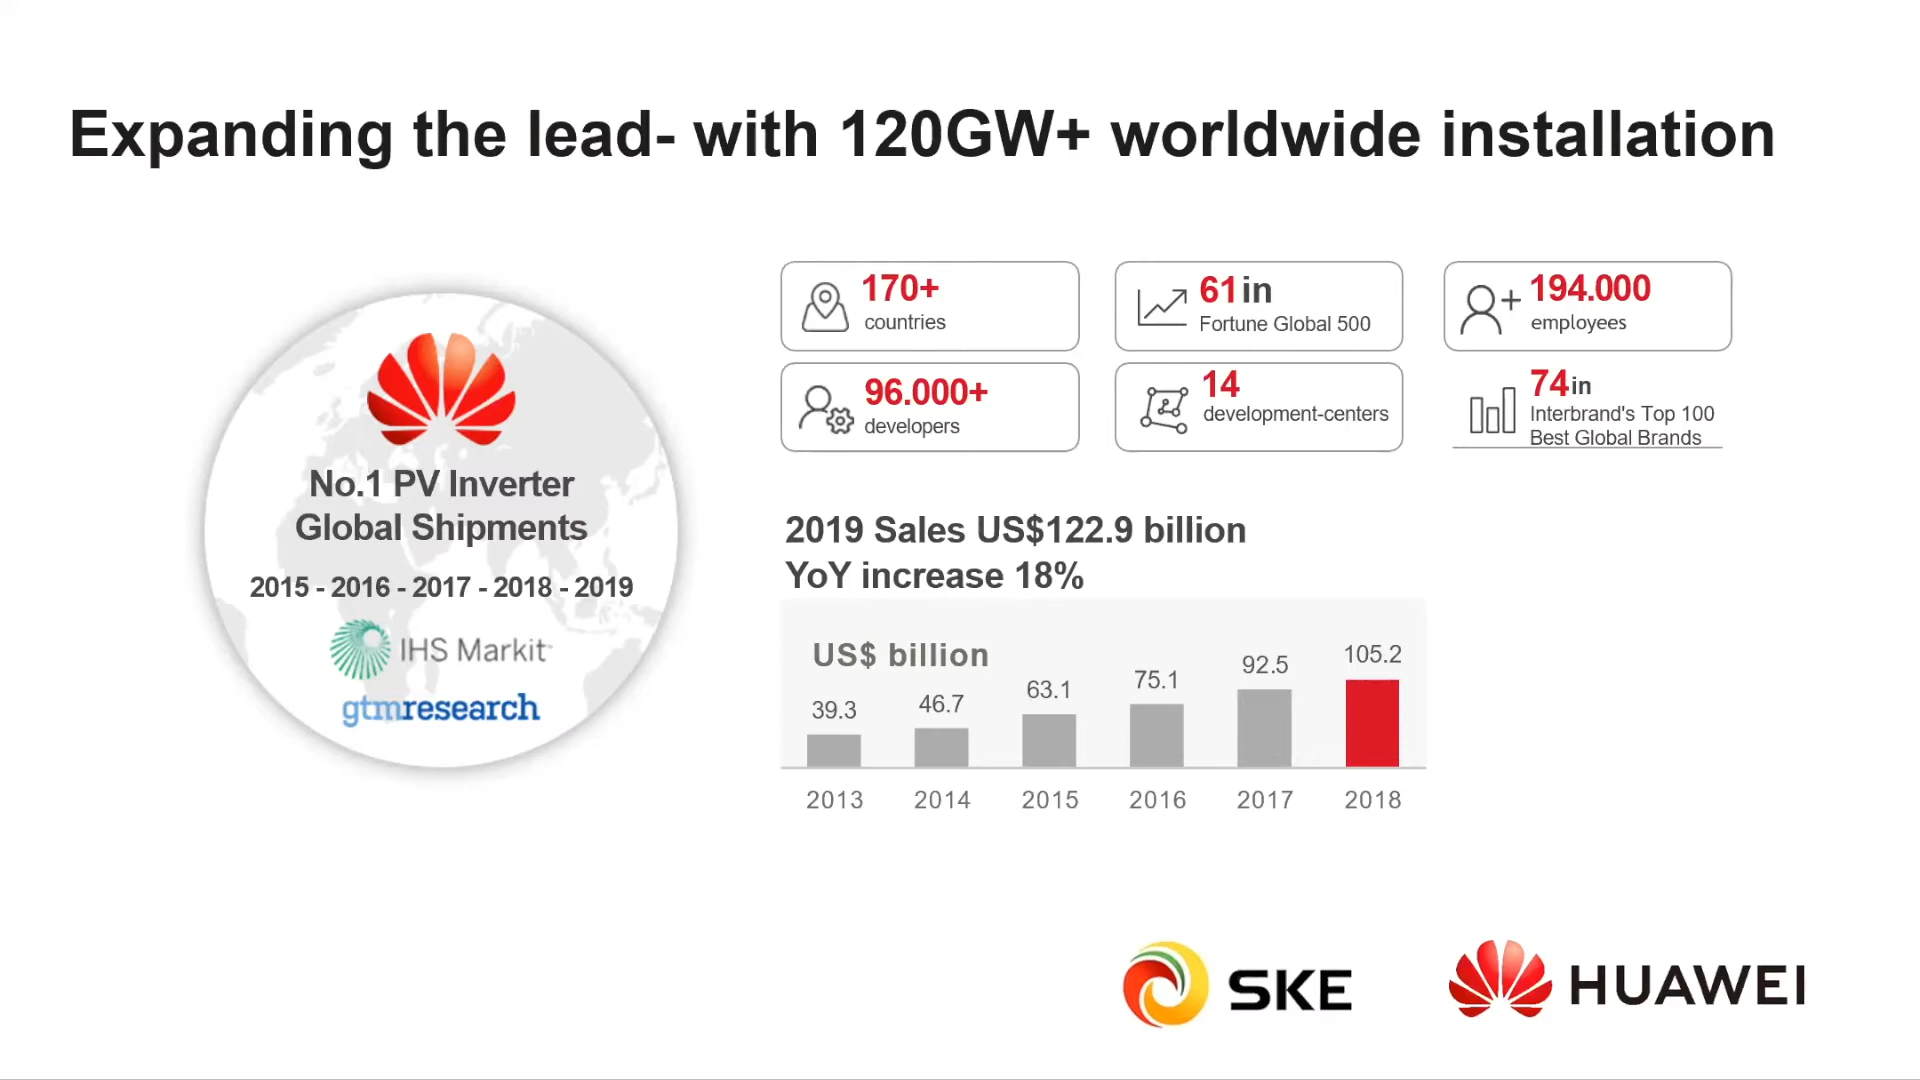 Expanding the lead- with 120GW+ worldwide installation
No.1 PV Inverter
Global Shipments
2015 - 2016 - 2017 - 2018 - 2019
IHS Markit™
gtmresearch
170+
countries
61 in
Fortune Global 500
194.000
employees
96.000+
developers
14
development-centers
74 in
Interbrand's Top 100
Best Global Brands
2019 Sales US$122.9 billion
YoY increase 18%
US$ billion
39.3
46.7
63.1
75.1
92.5
105.2
2013
2014
2015
2016
2017
2018
SKE
HUAWEI